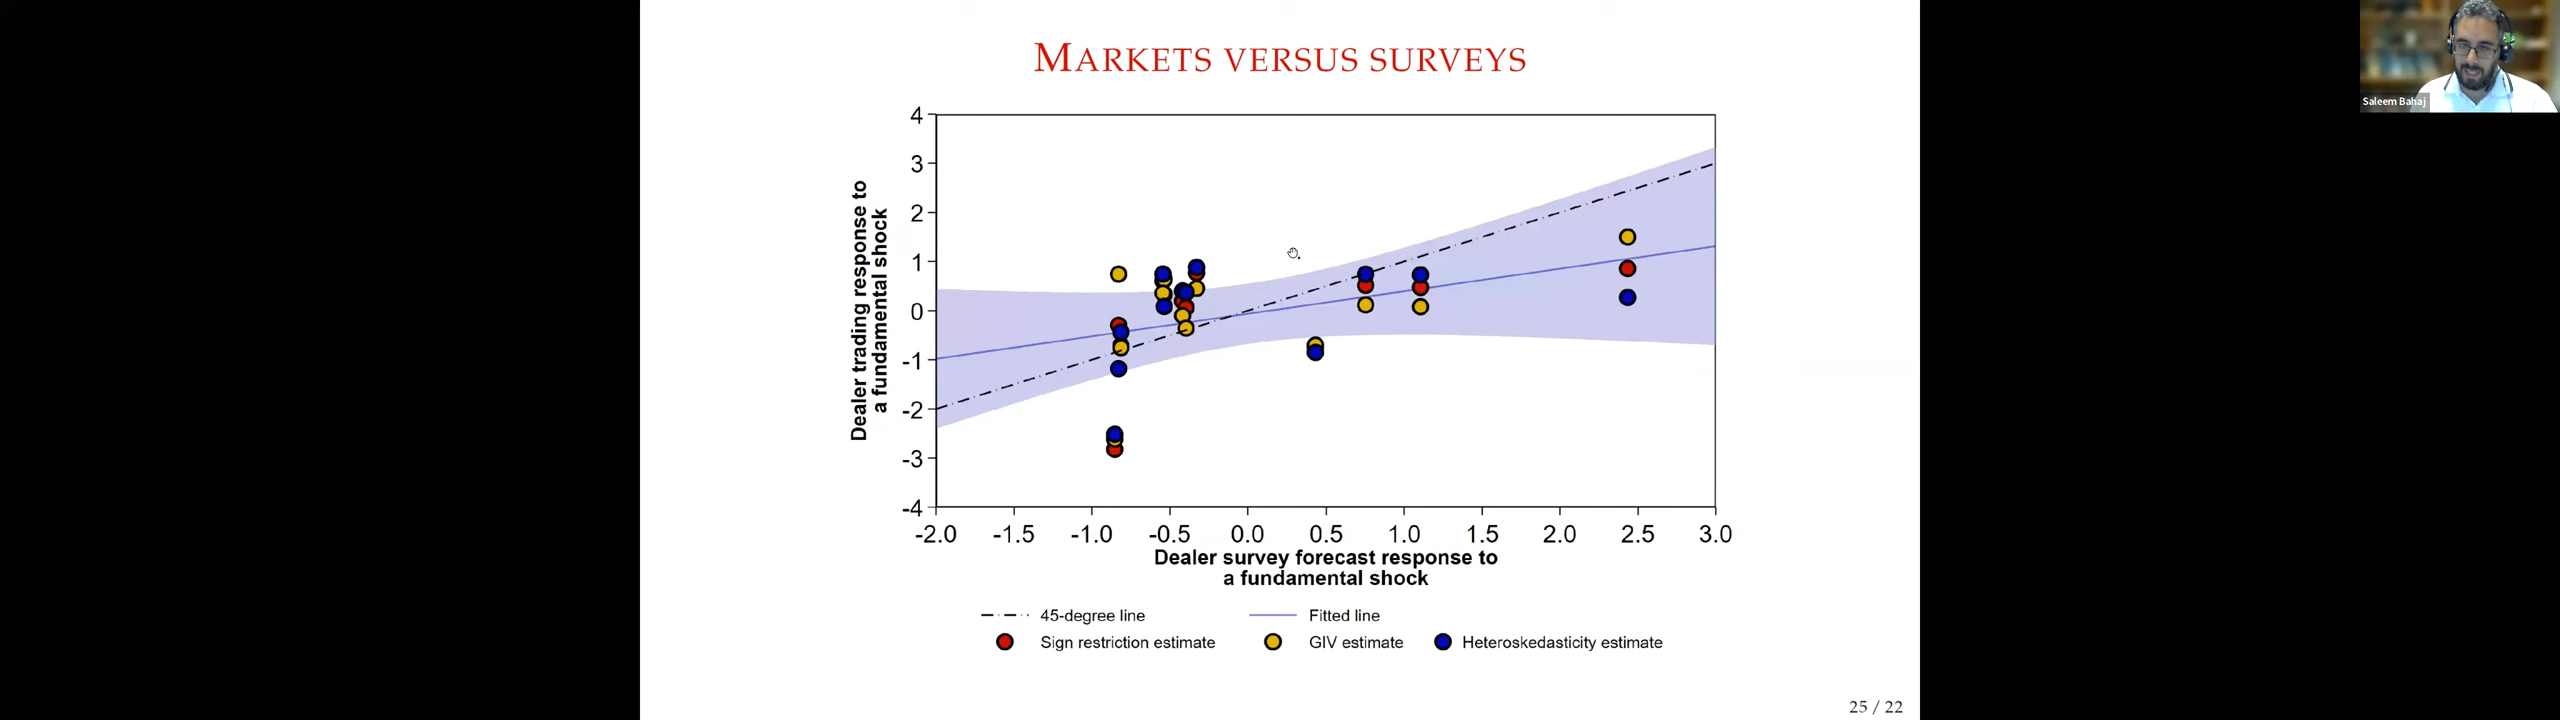 MARKETS VERSUS SURVEYS
Saleem Bahaj
Dealer trading response to
a fundamental shock
4
3
2
1
0
-1
-2
-3
-4
-2.0 -1.5 -1.0 -0.5 0.0 0.5 1.0 1.5 2.0 2.5 3.0
Dealer survey forecast response to
a fundamental shock
45-degree line Fitted line
Sign restriction estimate GIV estimate Heteroskedasticity estimate
25 / 22